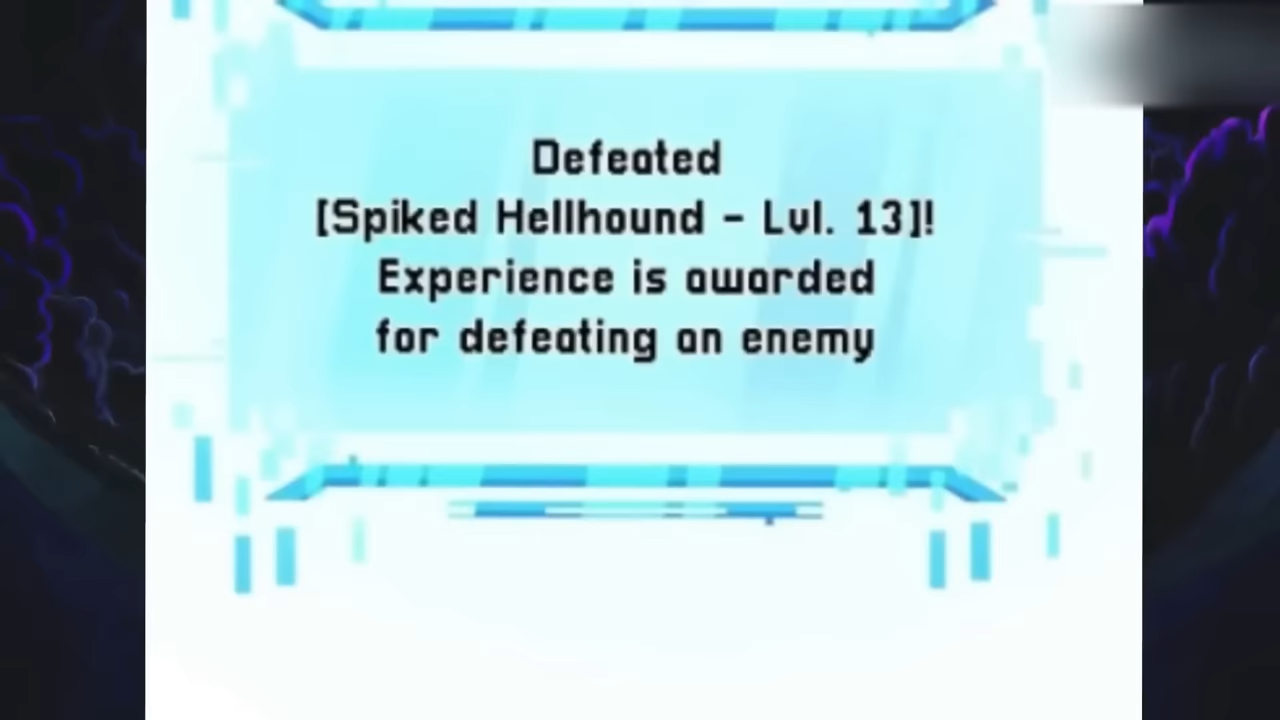 Defeated
[Spiked Hellhound - Lvl. 13]!
Experience is awarded
for defeating an enemy